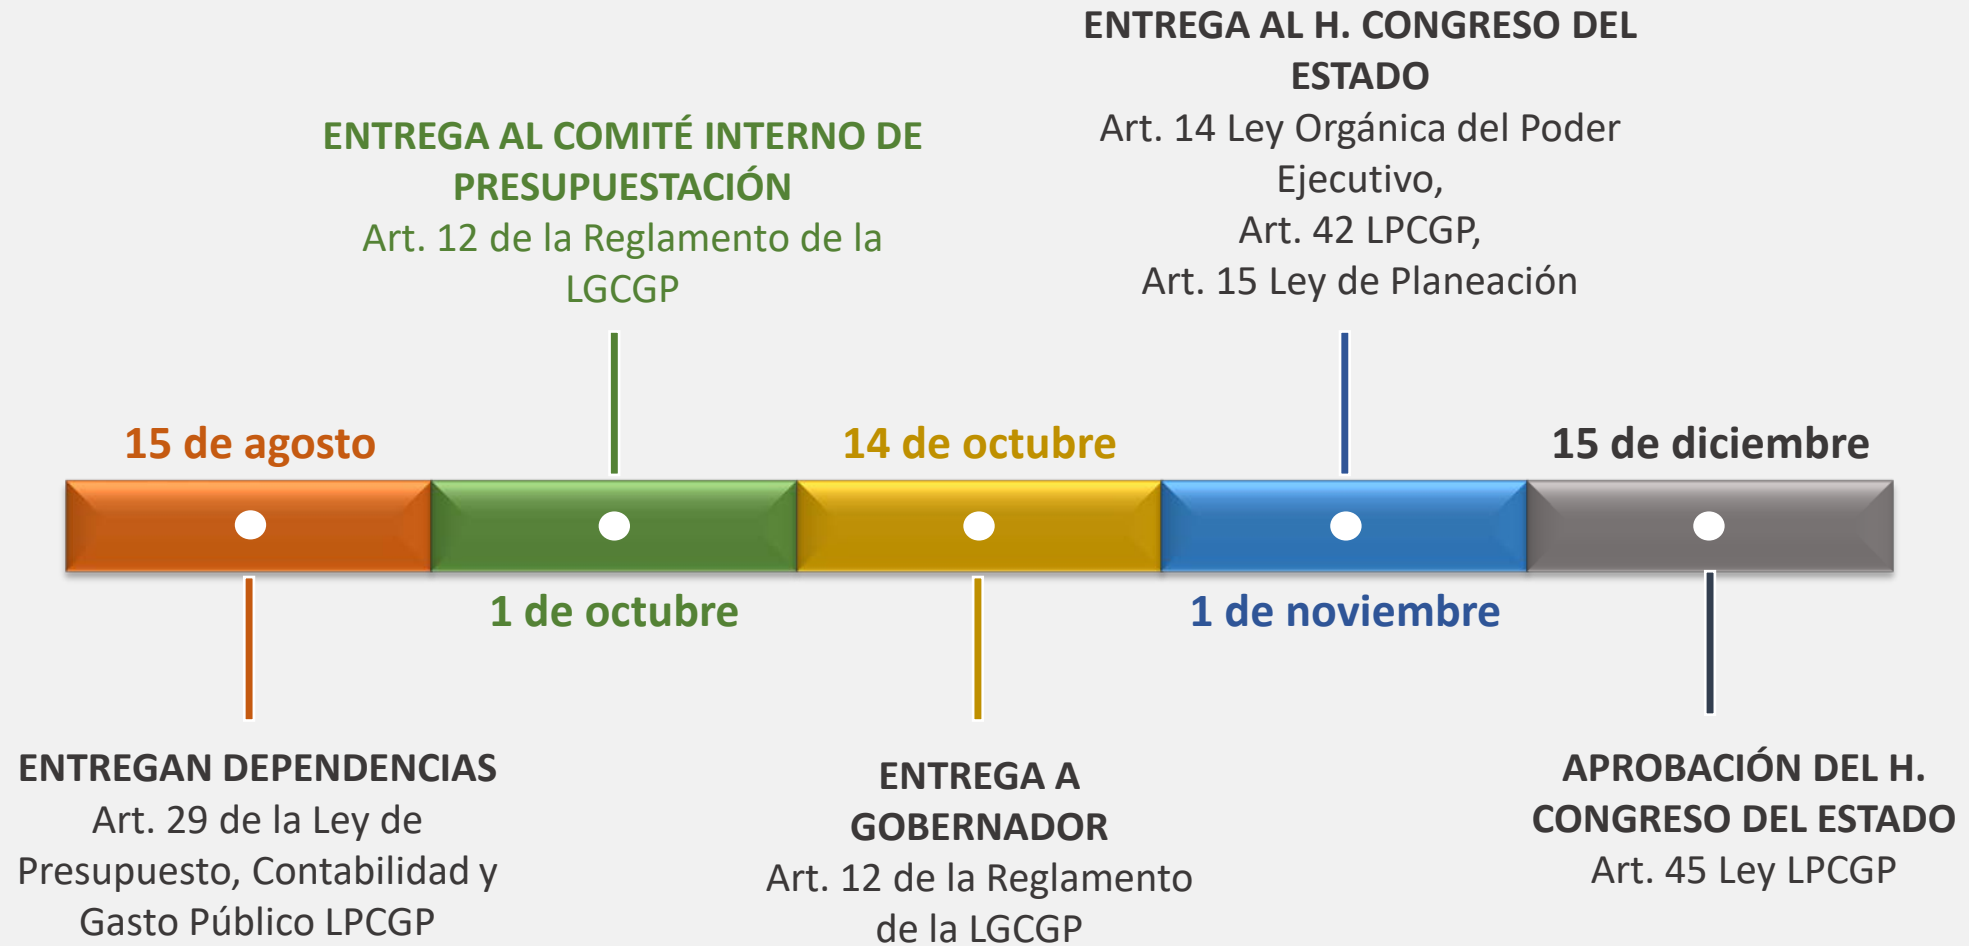 ENTREGA AL H. CONGRESO DEL
ESTADO
Art. 14 Ley Orgánica del Poder
Ejecutivo,
Art. 42 LPCGP,
Art. 15 Ley de Planeación
ENTREGA AL COMITÉ INTERNO DE
PRESUPUESTACIÓN
Art. 12 de la Reglamento de la
LGCGP
15 de agosto
14 de octubre
15 de diciembre
1 de octubre
1 de noviembre
ENTREGAN DEPENDENCIAS
Art. 29 de la Ley de
Presupuesto, Contabilidad y
Gasto Público LPCGP
ENTREGA A
GOBERNADOR
Art. 12 de la Reglamento
de la LGCGP
APROBACIÓN DEL H.
CONGRESO DEL ESTADO
Art. 45 Ley LPCGP